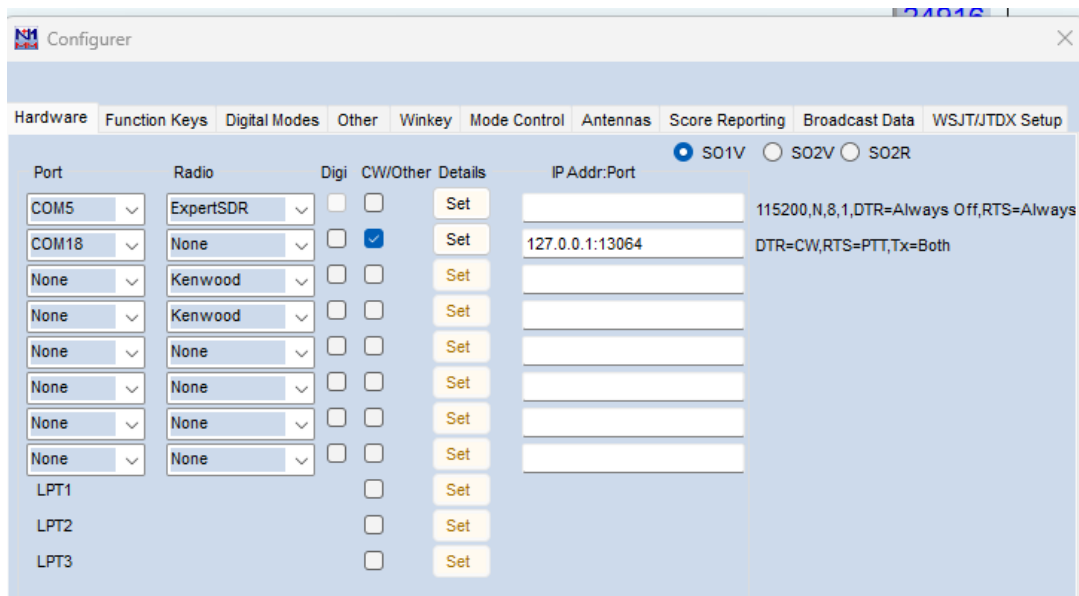 24816
N1
MM
Configurer
Hardware Function Keys Digital Modes Other Winkey Mode Control Antennas Score Reporting Broadcast Data WSJT/JTDX Setup
SO1V SO2V SO2R
Port Radio Digi CW/Other Details IP Addr:Port
COM5 ExpertSDR Set 115200,N,8,1,DTR=Always Off,RTS=Always
COM18 None Set 127.0.0.1:13064 DTR=CW,RTS=PTT,Tx=Both
None Kenwood Set
None Kenwood Set
None None Set
None None Set
None None Set
None None Set
LPT1 Set
LPT2 Set
LPT3 Set